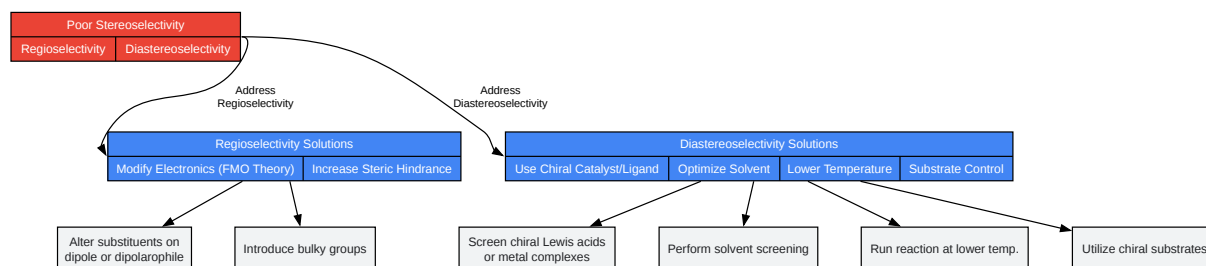 Poor Stereoselectivity
Regioselectivity
Diastereoselectivity
Address
Regioselectivity
Address
Diastereoselectivity
Regioselectivity Solutions
Modify Electronics (FMO Theory)
Increase Steric Hindrance
Diastereoselectivity Solutions
Use Chiral Catalyst/Ligand
Optimize Solvent
Lower Temperature
Substrate Control
Alter substituents on
dipole or dipolarophile
Introduce bulky groups
Screen chiral Lewis acids
or metal complexes
Perform solvent screening
Run reaction at lower temp.
Utilize chiral substrates